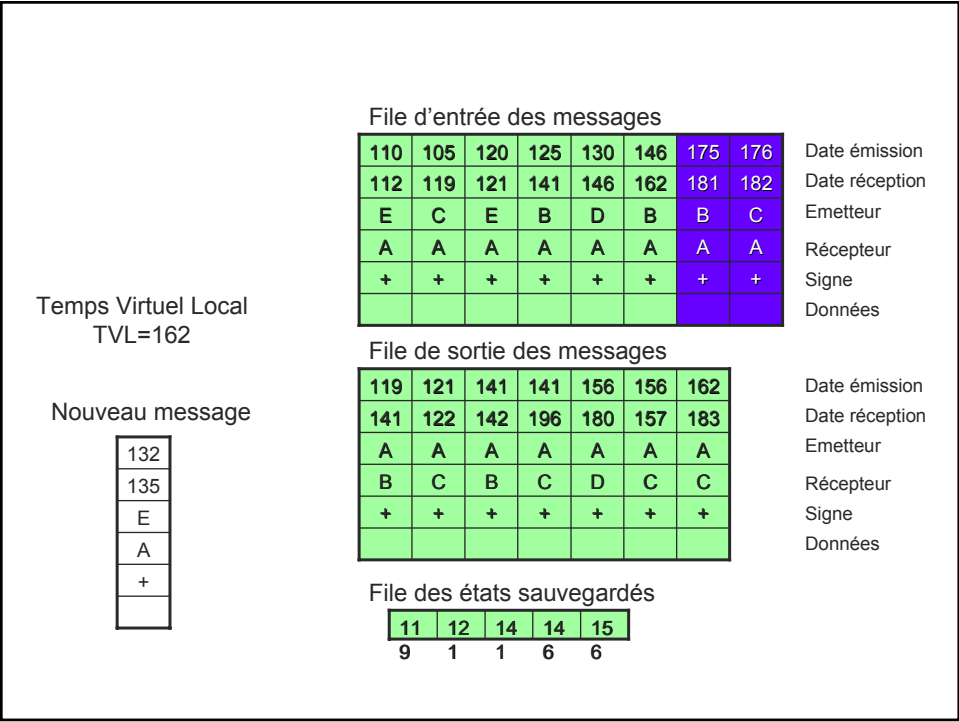 File d'entrée des messages
110 105 120 125 130 146 175 176 Date émission
112 119 121 141 146 162 181 182 Date réception
E C E B D B B C Emetteur
A A A A A A A A Récepteur
+ + + + + + + + Signe
Données
Temps Virtuel Local
TVL=162
File de sortie des messages
119 121 141 141 156 156 162 Date émission
141 122 142 196 180 157 183 Date réception
A A A A A A A Emetteur
B C B C D C C Récepteur
+ + + + + + + Signe
Données
Nouveau message
132
135
E
A
+
File des états sauvegardés
11 12 14 14 15
9 1 1 6 6